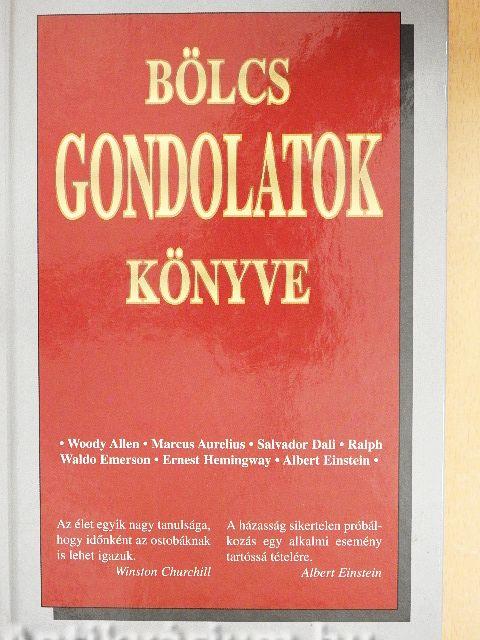 BÖLCS
GONDOLATOK
KÖNYVE
• Woody Allen • Marcus Aurelius • Salvador Dali • Ralph
Waldo Emerson • Ernest Hemingway • Albert Einstein •
Az élet egyik nagy tanulsága,
hogy időnként az ostobáknak
is lehet igazuk.
Winston Churchill
A házasság sikertelen próbál-
kozás egy alkalmi esemény
tartóssá tételére.
Albert Einstein